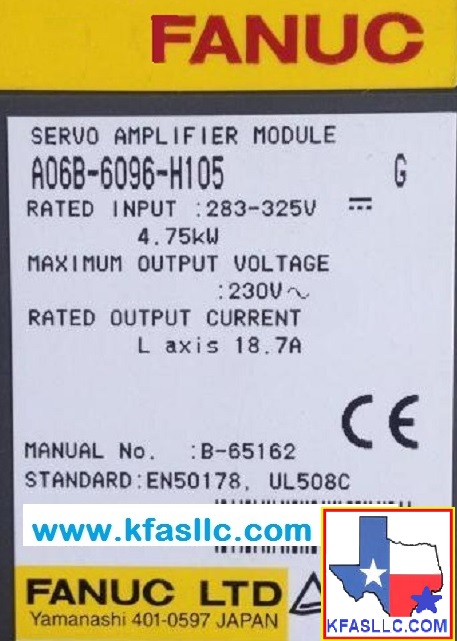 FANUC
SERVO AMPLIFIER MODULE
A06B-6096-H105 G
RATED INPUT :283-325V ⎓
4.75kW
MAXIMUM OUTPUT VOLTAGE
:230V～
RATED OUTPUT CURRENT
L axis 18.7A
CE
MANUAL No. :B-65162
STANDARD:EN50178, UL508C
www.kfasllc.com
FANUC LTD
Yamanashi 401-0597 JAPAN
KFASLLC.COM